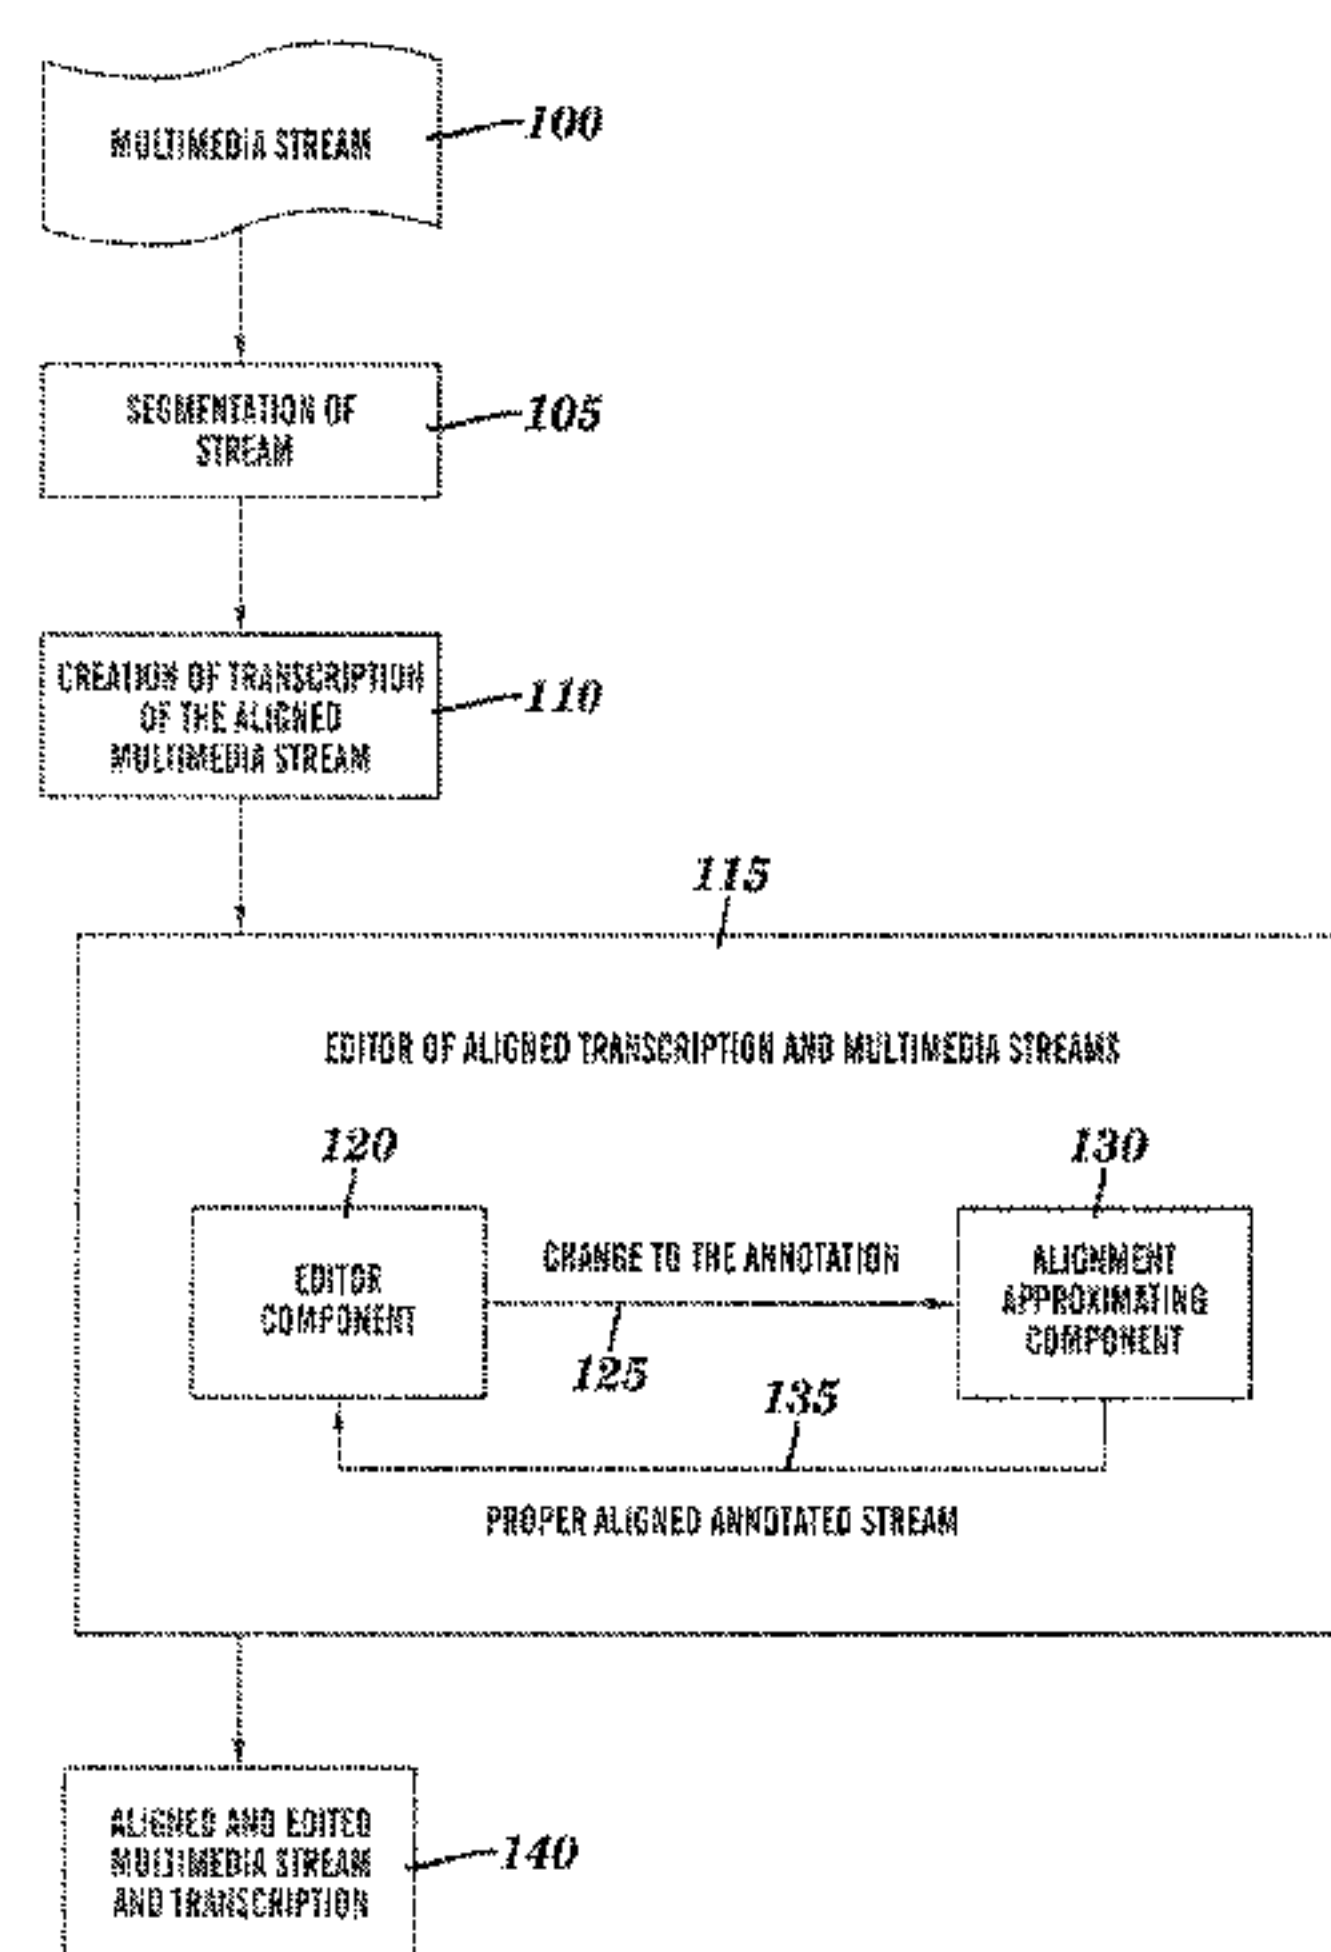 MULTIMEDIA STREAM
100
SEGMENTATION OF
STREAM
105
CREATION OF TRANSCRIPTION
OF THE ALIGNED
MULTIMEDIA STREAM
110
115
EDITOR OF ALIGNED TRANSCRIPTION AND MULTIMEDIA STREAMS
120
130
EDITOR
COMPONENT
CHANGE TO THE ANNOTATION
ALIGNMENT
APPROXIMATING
COMPONENT
125
135
PROPER ALIGNED ANNOTATED STREAM
ALIGNED AND EDITED
MULTIMEDIA STREAM
AND TRANSCRIPTION
140